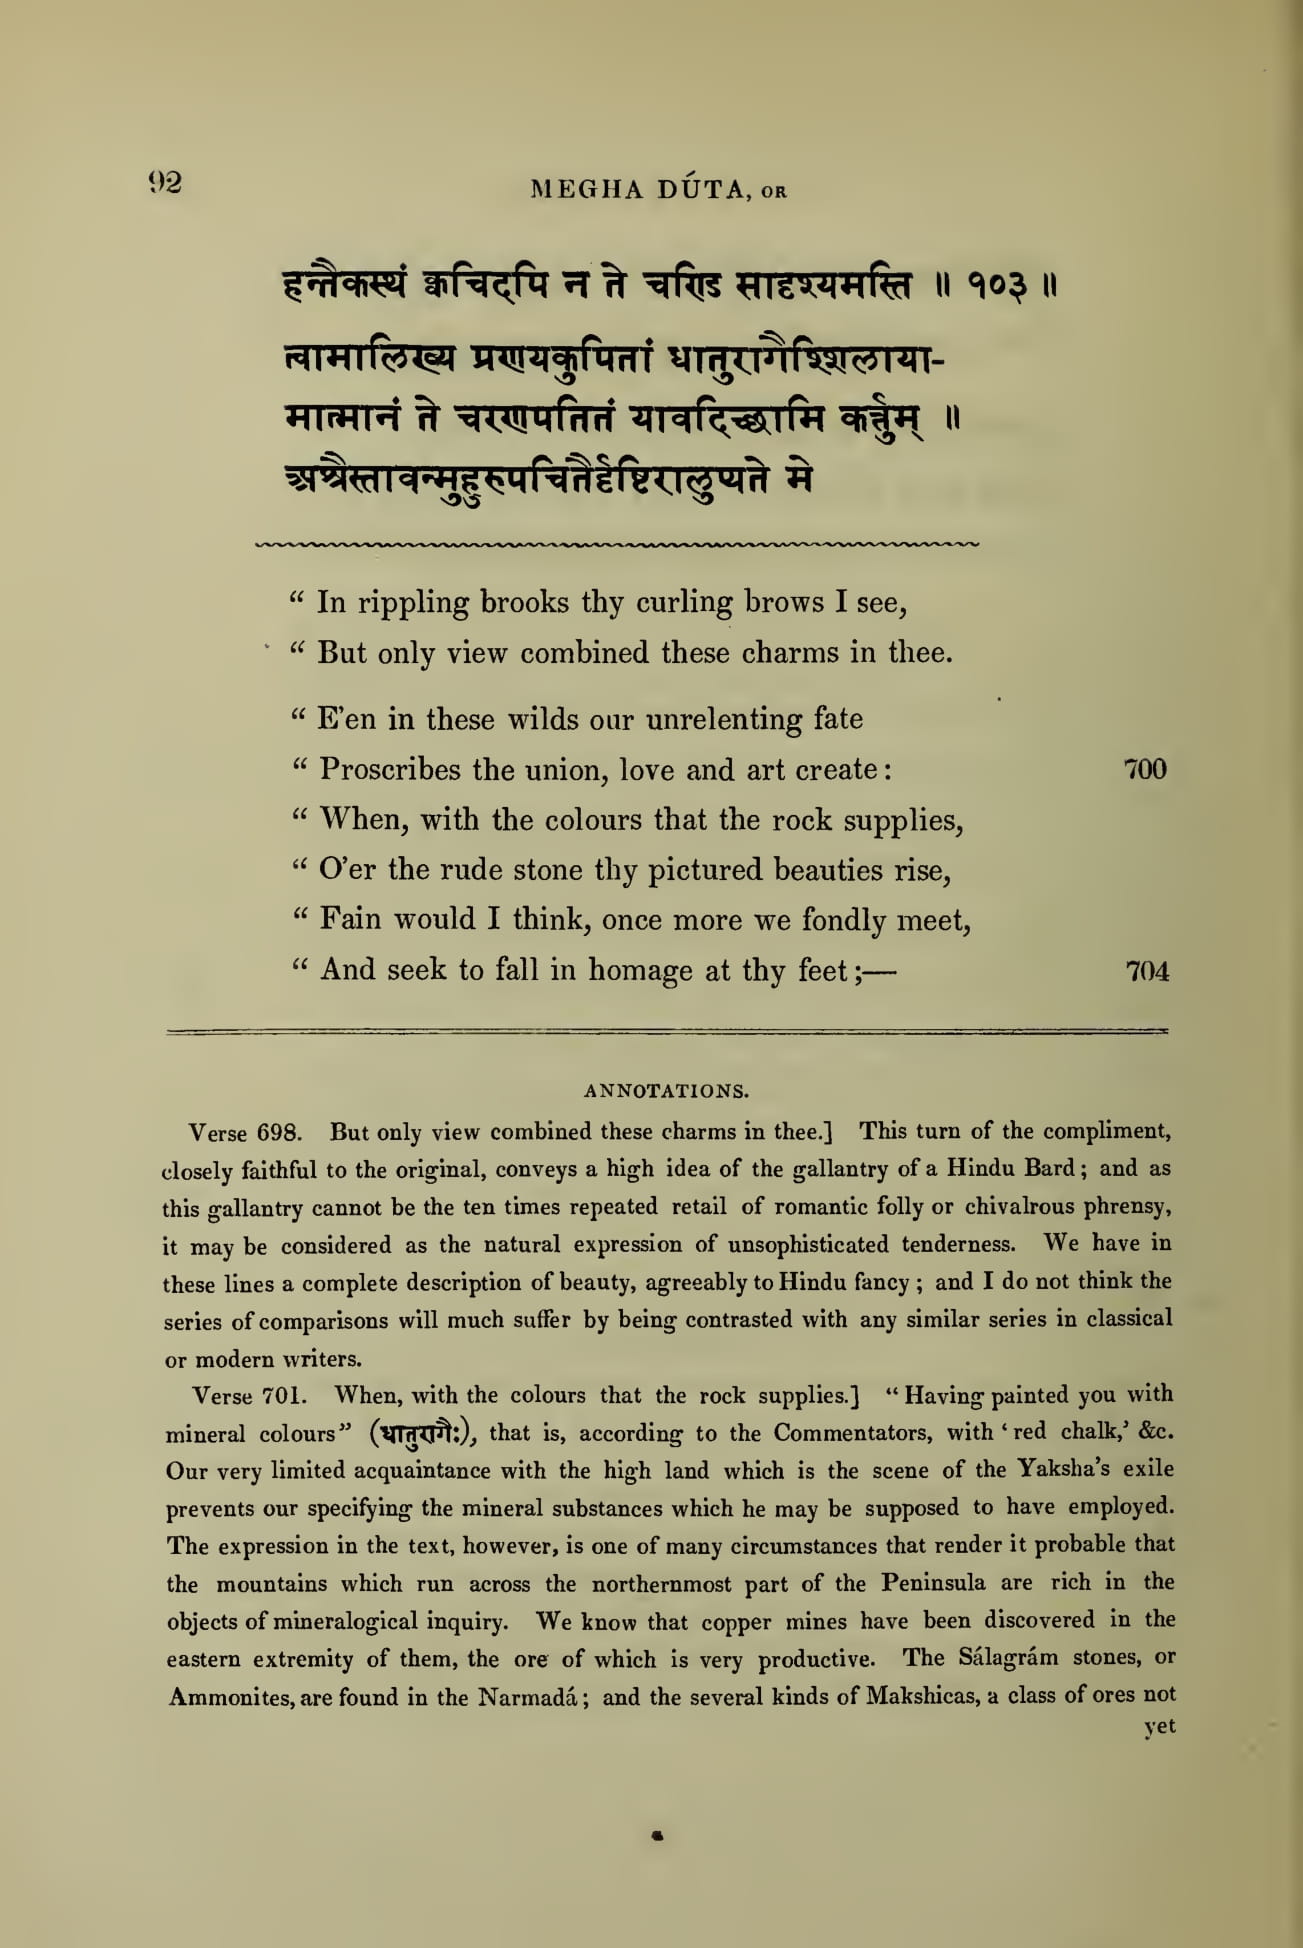 92
MEGHA DÚTA, OR
हन्तैकस्थं क्वचिदपि न ते चण्डि सादृश्यमस्ति ॥ १०३ ॥
त्वामालिख्य प्रणयकुपितां धातुरागैश्शिलाया-
मात्मानं ते चरणपतितं यावदिच्छामि कर्त्तुम् ॥
अश्रैस्तावन्मुहुरुपचितैर्दृष्टिरालुप्यते मे
“ In rippling brooks thy curling brows I see,
“ But only view combined these charms in thee.
“ E’en in these wilds our unrelenting fate
“ Proscribes the union, love and art create: 700
“ When, with the colours that the rock supplies,
“ O’er the rude stone thy pictured beauties rise,
“ Fain would I think, once more we fondly meet,
“ And seek to fall in homage at thy feet;— 704
ANNOTATIONS.
Verse 698. But only view combined these charms in thee.] This turn of the compliment,
closely faithful to the original, conveys a high idea of the gallantry of a Hindu Bard; and as
this gallantry cannot be the ten times repeated retail of romantic folly or chivalrous phrensy,
it may be considered as the natural expression of unsophisticated tenderness. We have in
these lines a complete description of beauty, agreeably to Hindu fancy; and I do not think the
series of comparisons will much suffer by being contrasted with any similar series in classical
or modern writers.
Verse 701. When, with the colours that the rock supplies.] “ Having painted you with
mineral colours” (धातुरागैः), that is, according to the Commentators, with ‘ red chalk,’ &c.
Our very limited acquaintance with the high land which is the scene of the Yaksha’s exile
prevents our specifying the mineral substances which he may be supposed to have employed.
The expression in the text, however, is one of many circumstances that render it probable that
the mountains which run across the northernmost part of the Peninsula are rich in the
objects of mineralogical inquiry. We know that copper mines have been discovered in the
eastern extremity of them, the ore of which is very productive. The Sálagrám stones, or
Ammonites, are found in the Narmadá; and the several kinds of Makshicas, a class of ores not
yet